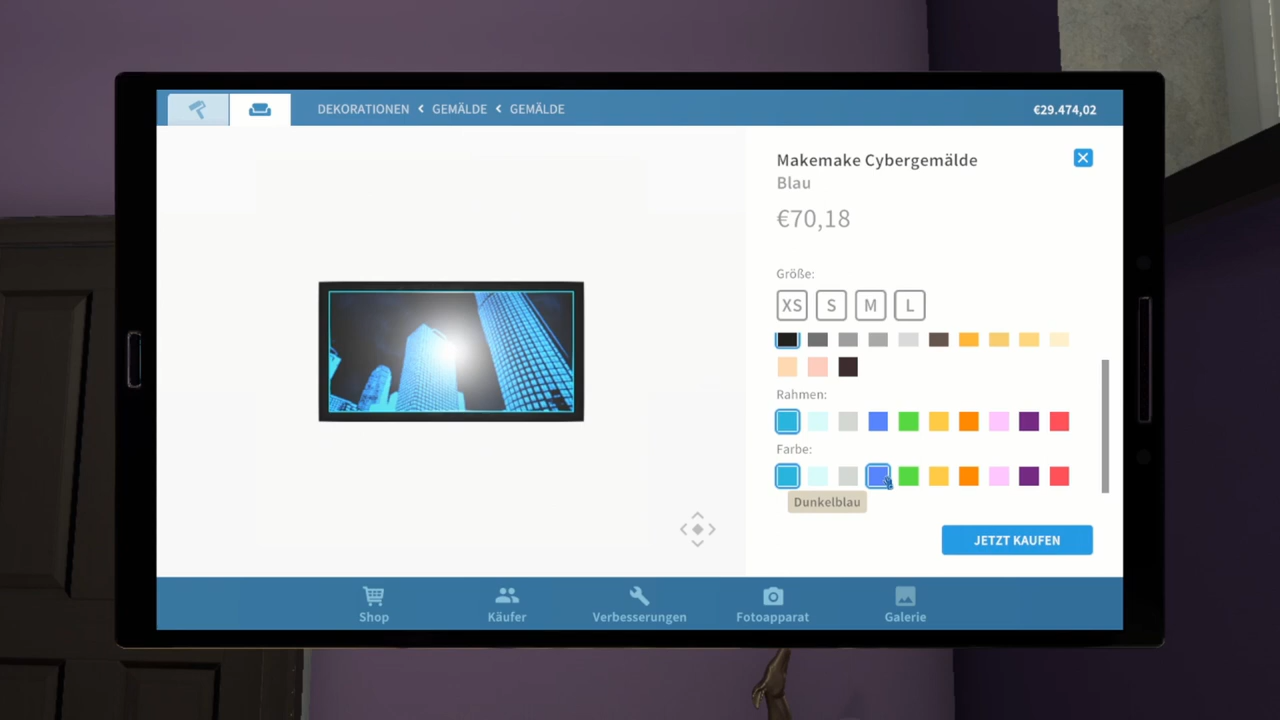 DEKORATIONEN < GEMÄLDE < GEMÄLDE
€29.474,02
Makemake Cybergemälde
Blau
€70,18
Größe:
XS S M L
Rahmen:
Farbe:
Dunkelblau
JETZT KAUFEN
Shop Käufer Verbesserungen Fotoapparat Galerie